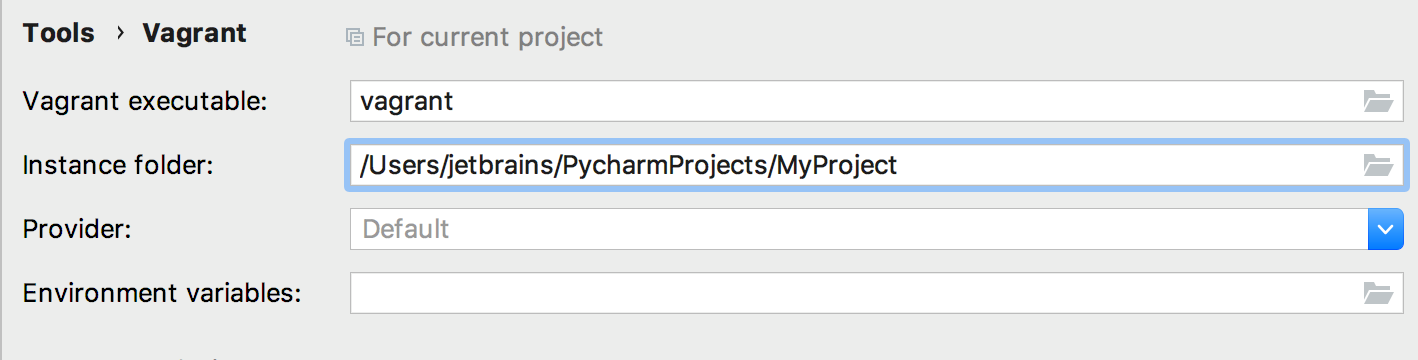 Tools › Vagrant For current project
Vagrant executable: vagrant
Instance folder: /Users/jetbrains/PycharmProjects/MyProject
Provider: Default
Environment variables: